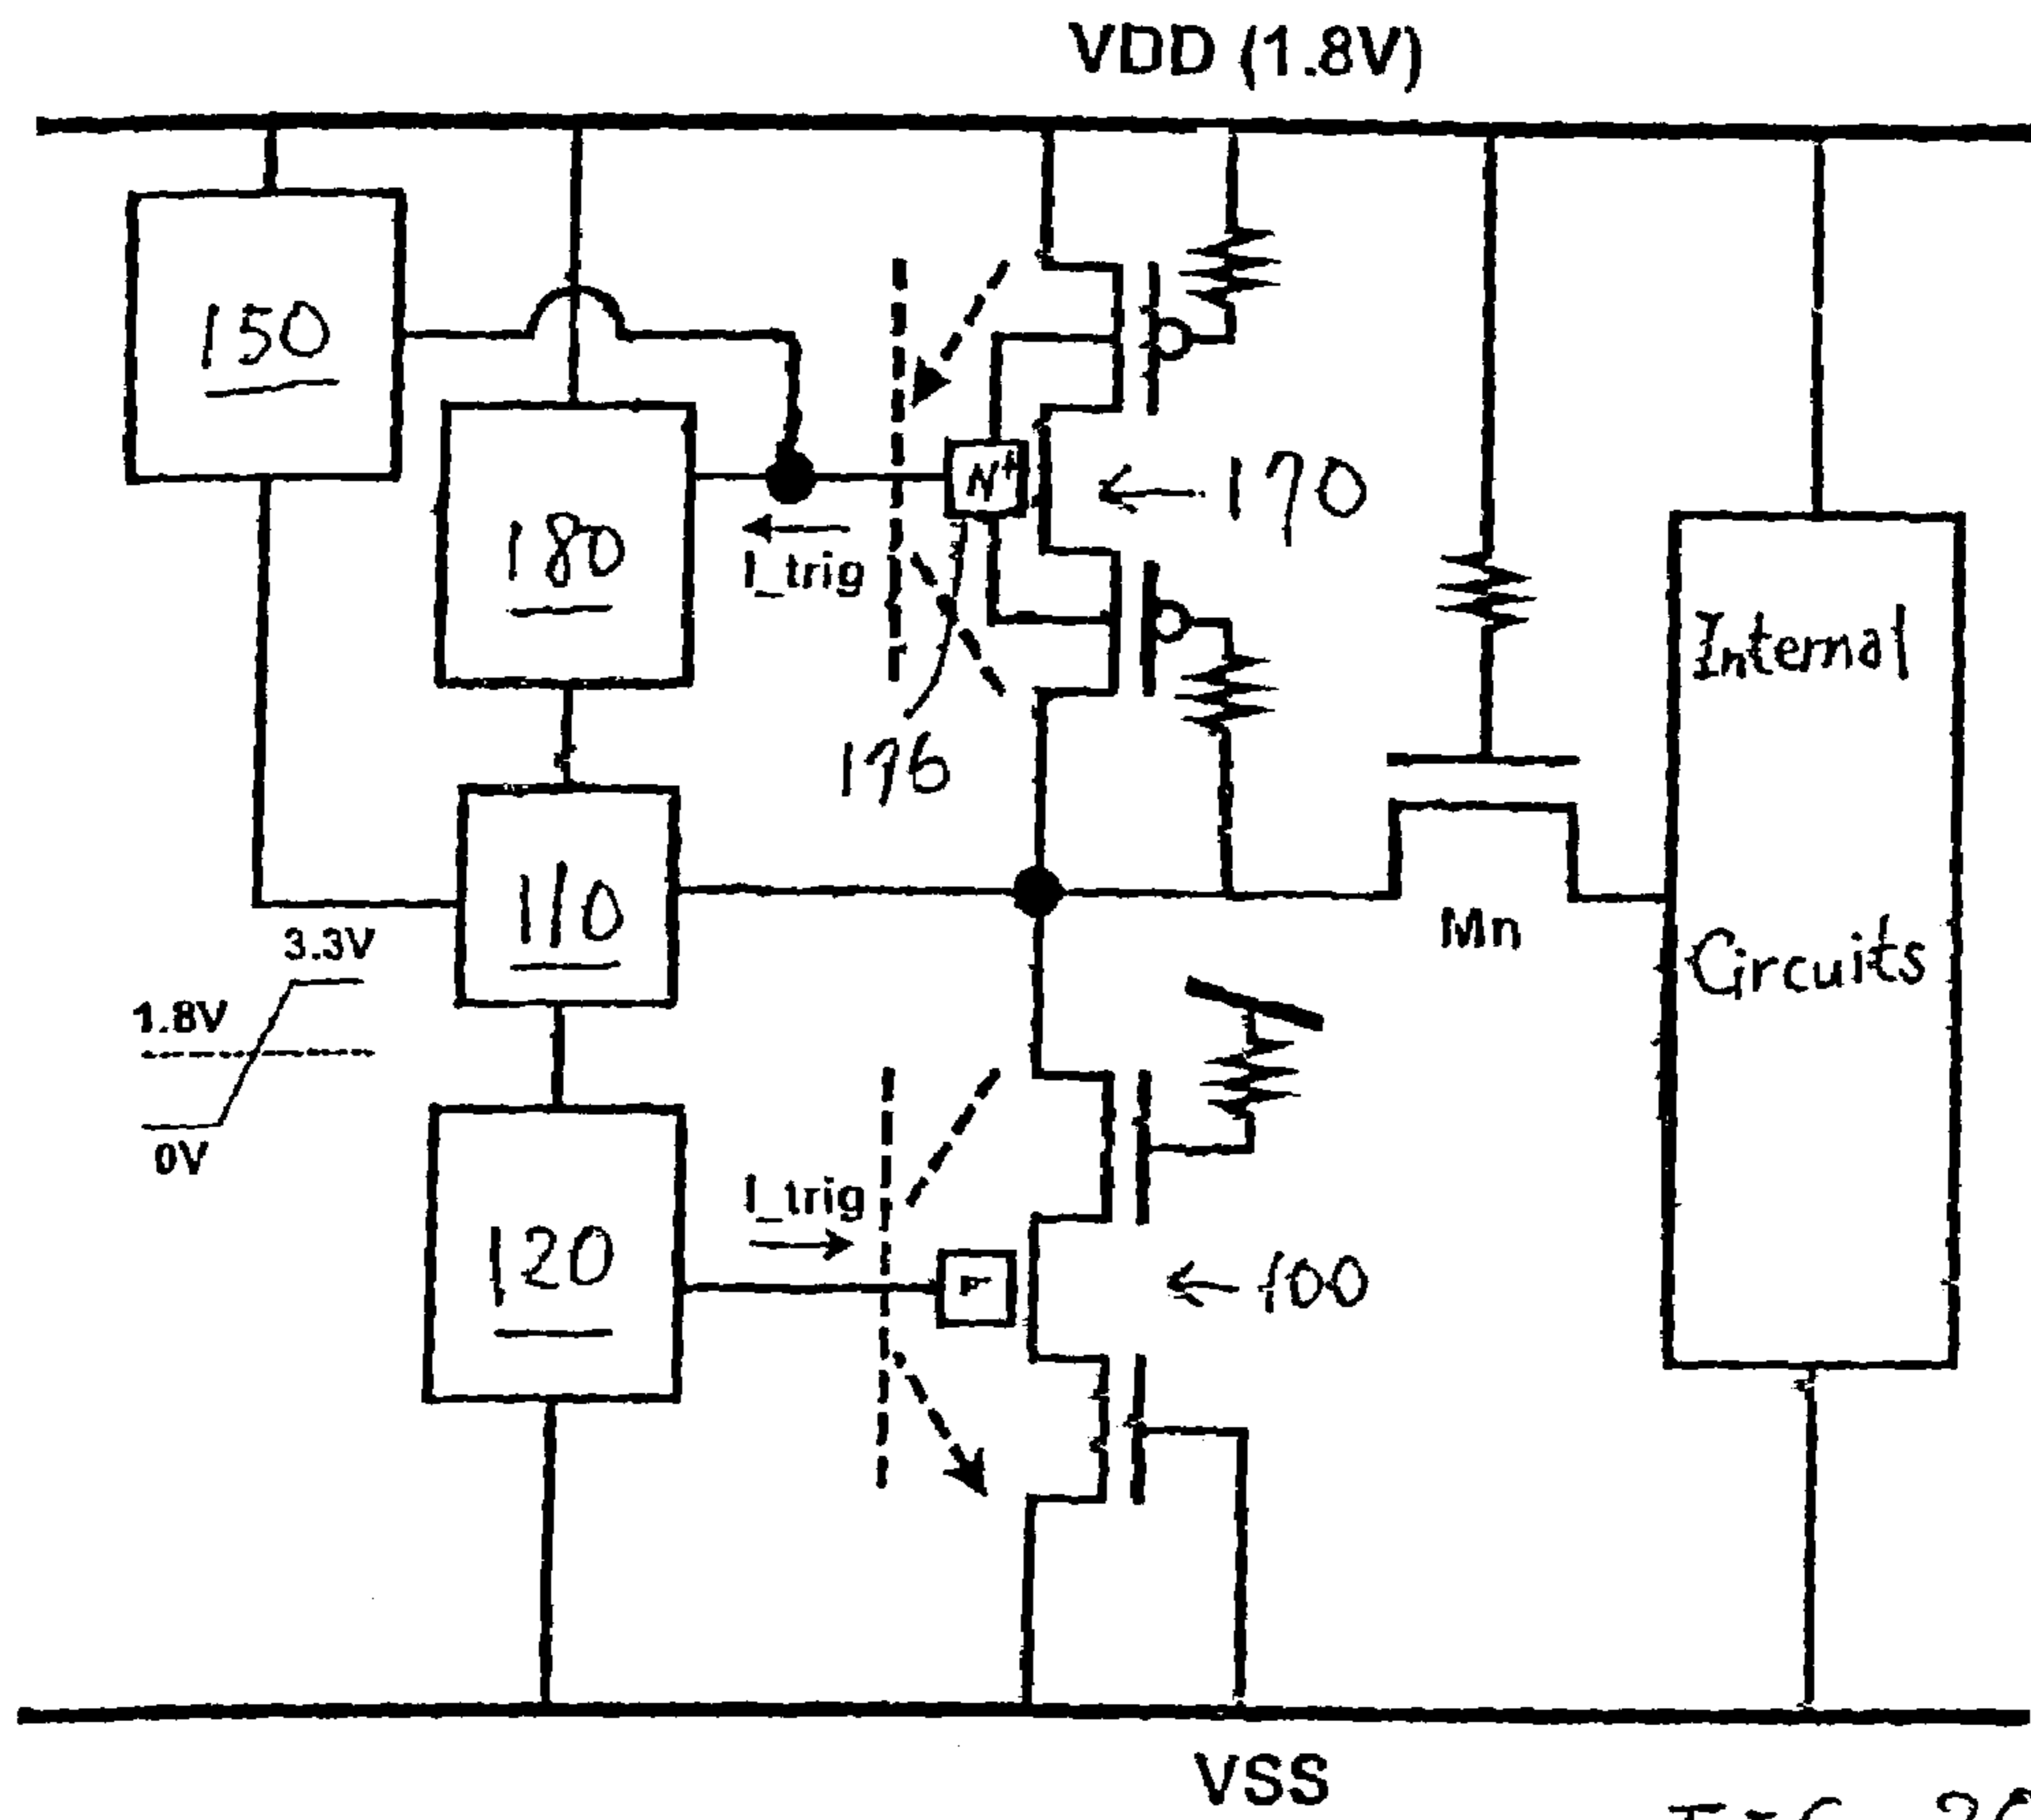 VDD (1.8V)
150
180
I_trig
N+
170
176
Internal
Circuits
110
3.3V
1.8V
0V
Mn
I_trig
120
100
VSS